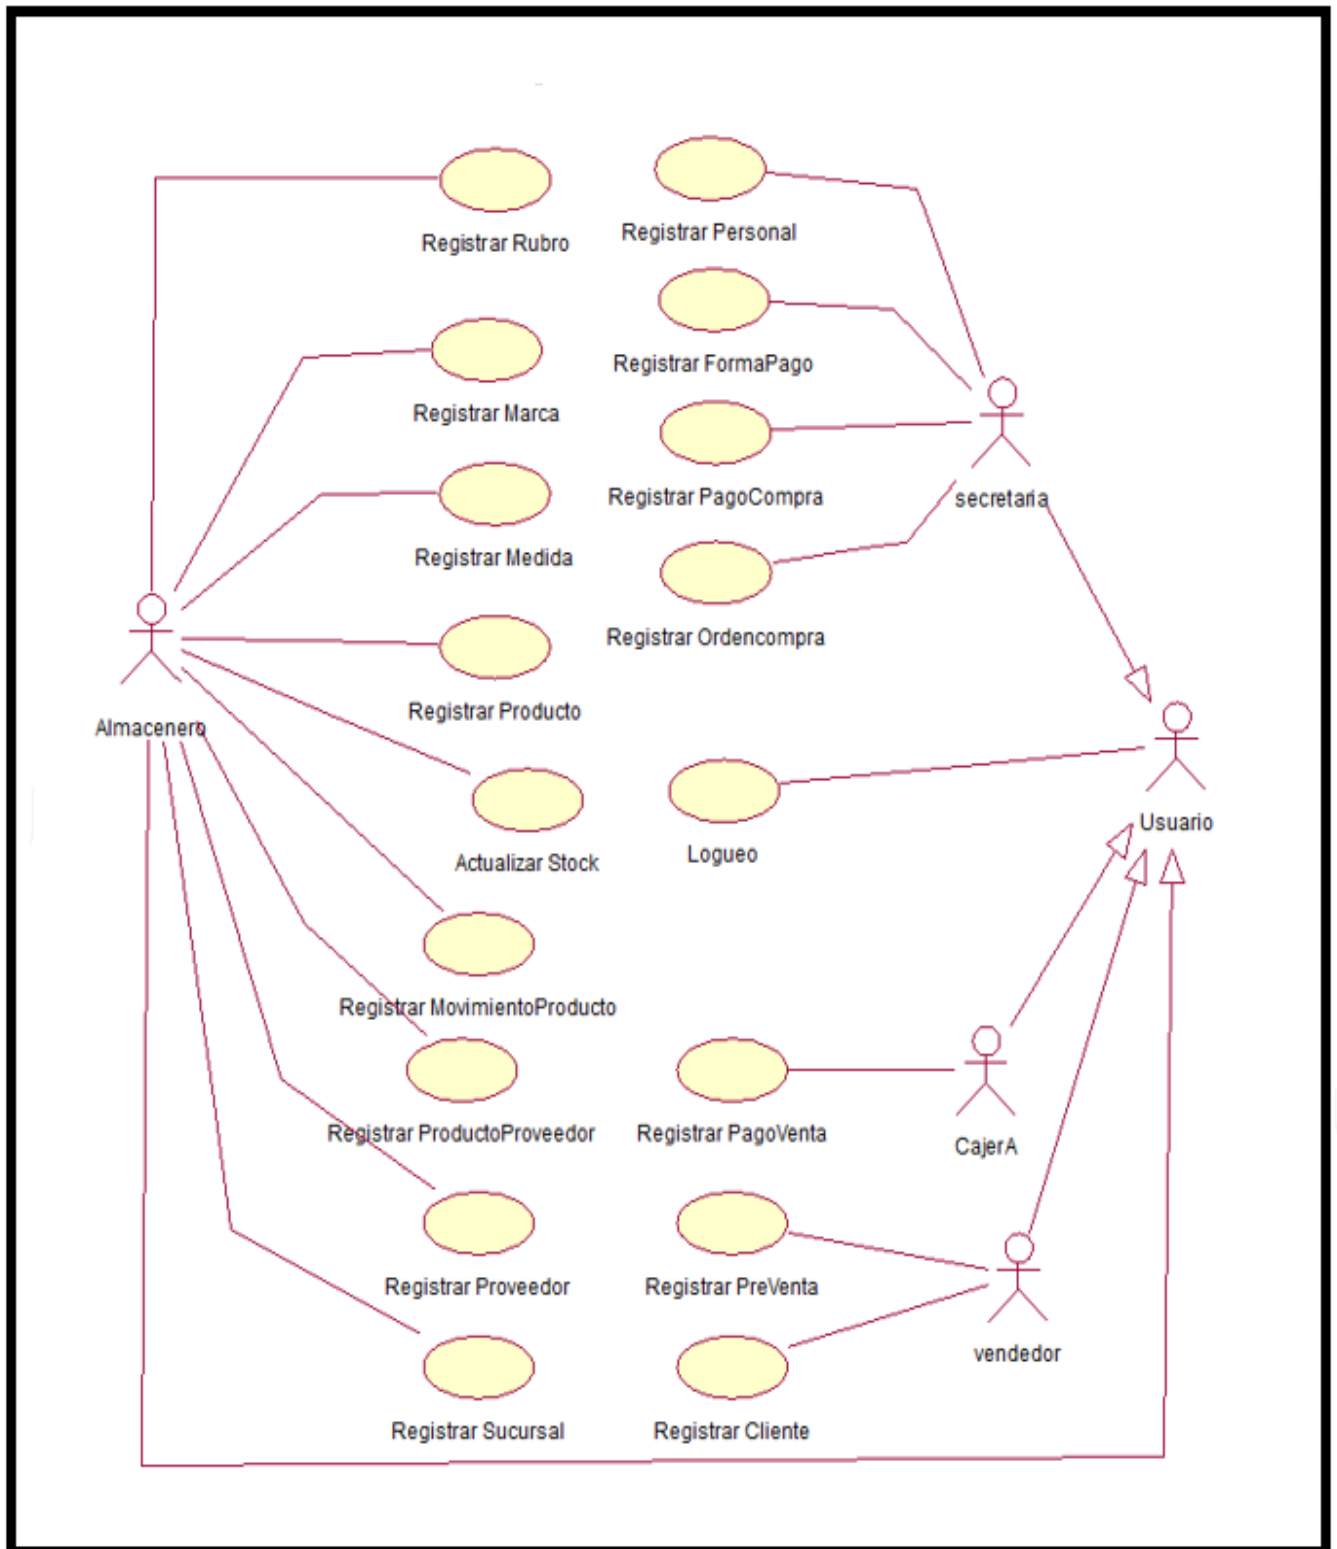 Registrar Rubro
Registrar Personal
Registrar FormaPago
Registrar Marca
Registrar PagoCompra
secretaria
Registrar Medida
Registrar Ordencompra
Registrar Producto
Almacenero
Usuario
Logueo
Actualizar Stock
Registrar MovimientoProducto
Registrar ProductoProveedor
Registrar PagoVenta
CajerA
Registrar Proveedor
Registrar PreVenta
vendedor
Registrar Sucursal
Registrar Cliente